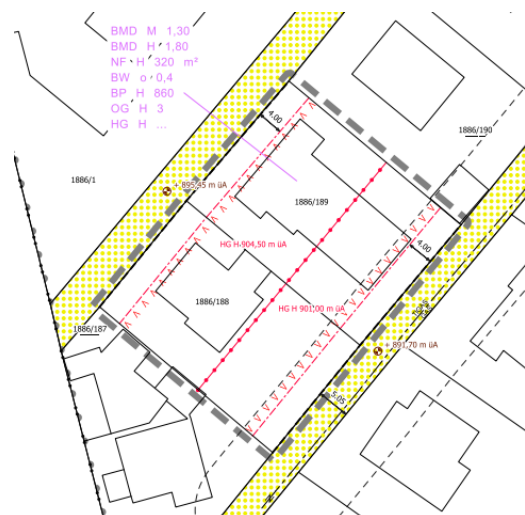 BMD M 1,30
BMD H 1,80
NF H 320 m²
BW o 0,4
BP H 860
OG H 3
HG H ...
4.00
1886/190
1886/1
+ 895,45 m üA
1886/189
HG H 904,50 m üA
4.00
1886/188
HG H 901,00 m üA
1886/187
+ 891,70 m üA
5.05